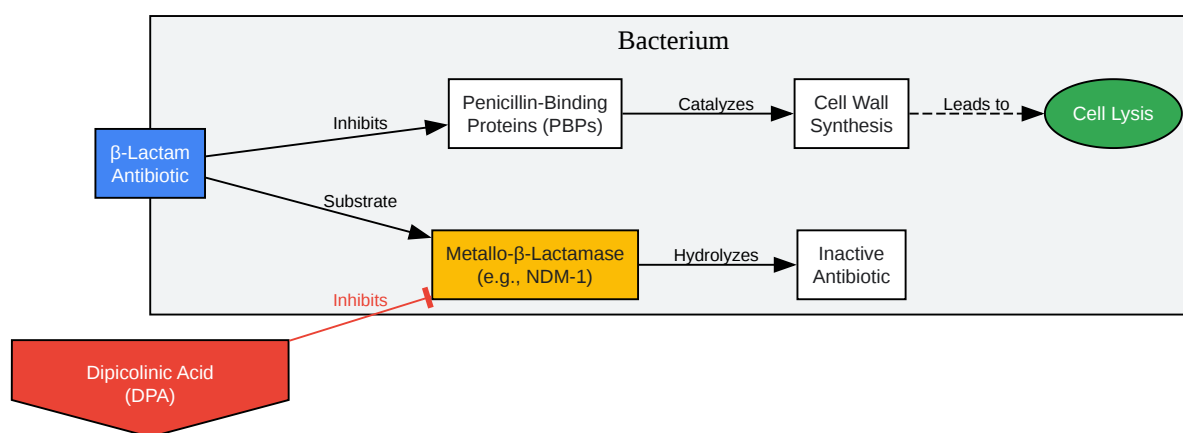 Bacterium
Penicillin-Binding
Proteins (PBPs)
Catalyzes
Cell Wall
Synthesis
Leads to
Cell Lysis
Inhibits
β-Lactam
Antibiotic
Substrate
Metallo-β-Lactamase
(e.g., NDM-1)
Hydrolyzes
Inactive
Antibiotic
Inhibits
Dipicolinic Acid
(DPA)